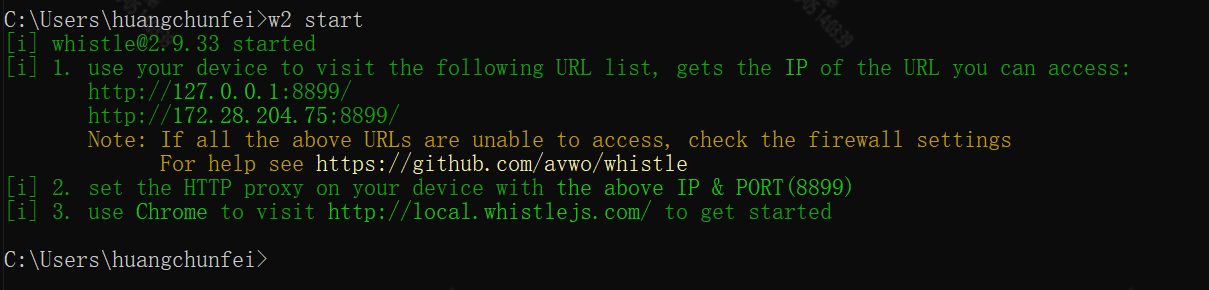 C:\Users\huangchunfei>w2 start
[i] whistle@2.9.33 started
[i] 1. use your device to visit the following URL list, gets the IP of the URL you can access:
http://127.0.0.1:8899/
http://172.28.204.75:8899/
Note: If all the above URLs are unable to access, check the firewall settings
For help see https://github.com/avwo/whistle
[i] 2. set the HTTP proxy on your device with the above IP & PORT(8899)
[i] 3. use Chrome to visit http://local.whistlejs.com/ to get started
C:\Users\huangchunfei>